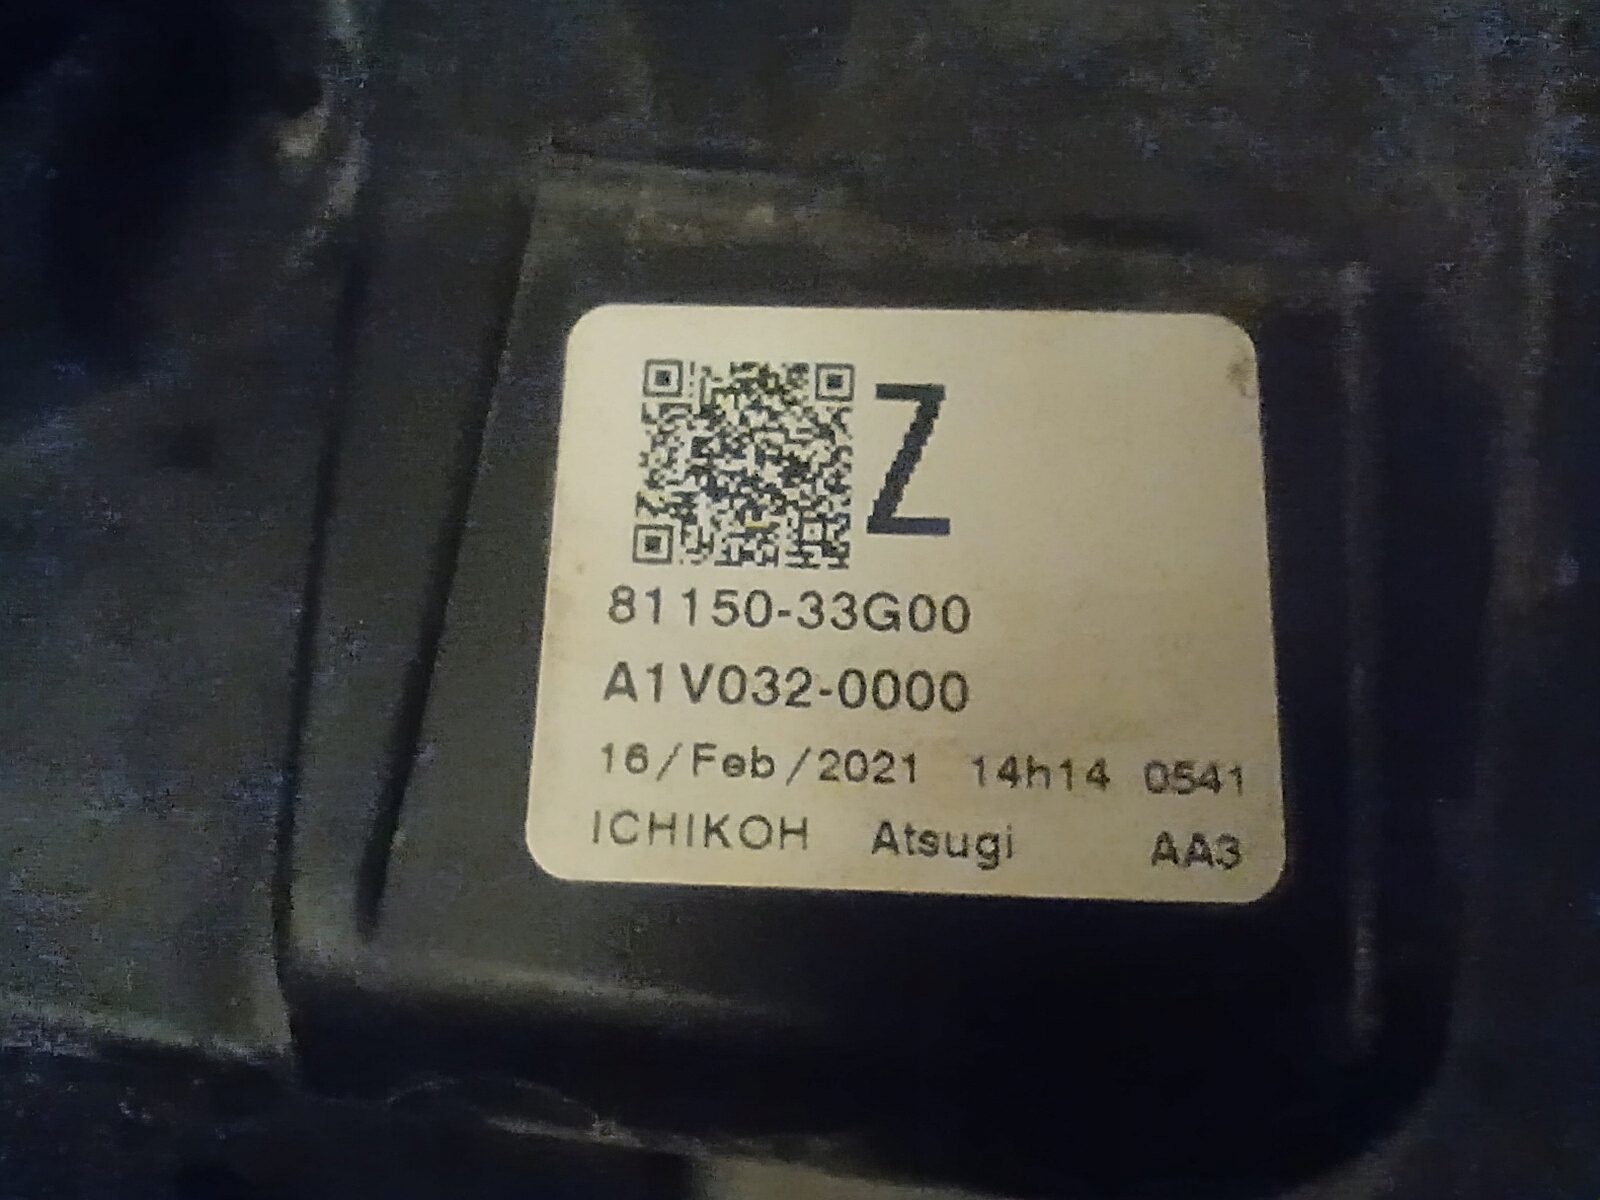 Z
81150-33G00
A1V032-0000
16/Feb/2021 14h14 0541
ICHIKOH Atsugi AA3